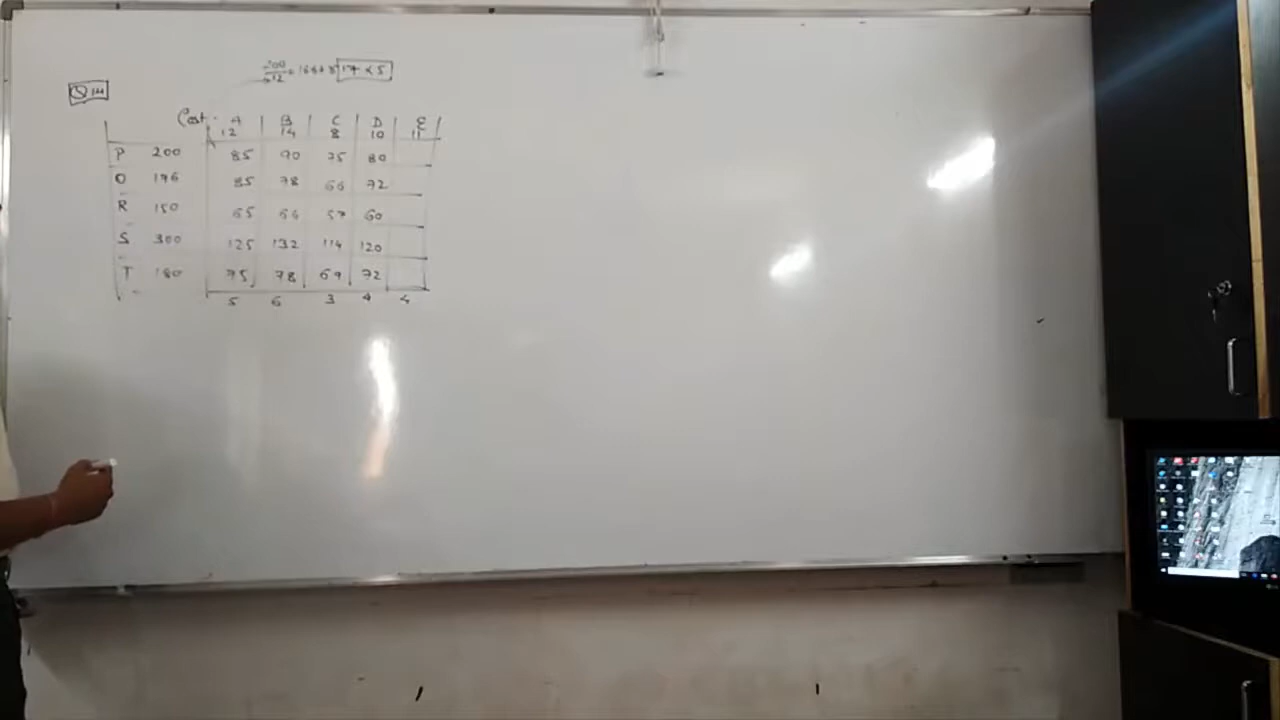 200/12 = 16.67 17 × 5
Q 14
Cost: A B C D E
12 14 8 10 11
P 200 85 90 75 80
Q 176 85 78 66 72
R 150 65 66 57 60
S 300 125 132 114 120
T 180 75 78 69 72
5 6 3 4 4